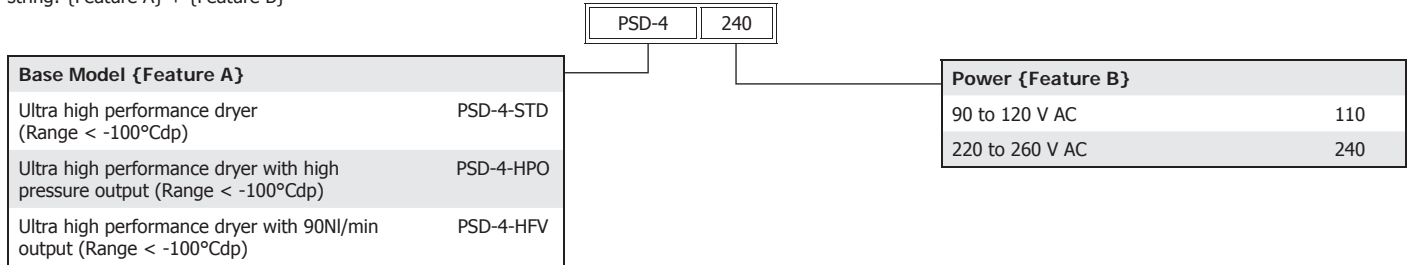 string: {Feature A} + {Feature B}
PSD-4 240
Base Model {Feature A}
Ultra high performance dryer PSD-4-STD
(Range < -100°Cdp)
Ultra high performance dryer with high PSD-4-HPO
pressure output (Range < -100°Cdp)
Ultra high performance dryer with 90Nl/min PSD-4-HFV
output (Range < -100°Cdp)
Power {Feature B}
90 to 120 V AC 110
220 to 260 V AC 240